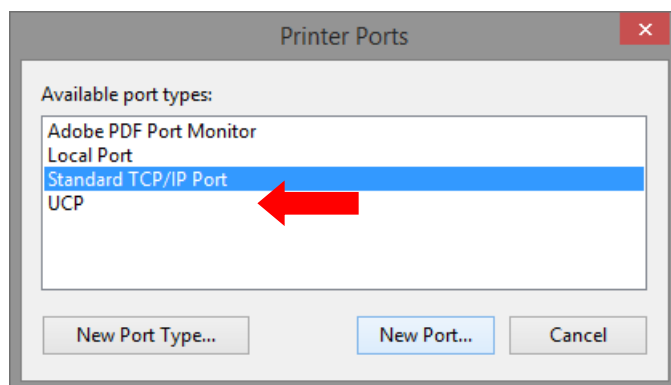 Printer Ports
Available port types:
Adobe PDF Port Monitor
Local Port
Standard TCP/IP Port
UCP
New Port Type... New Port... Cancel